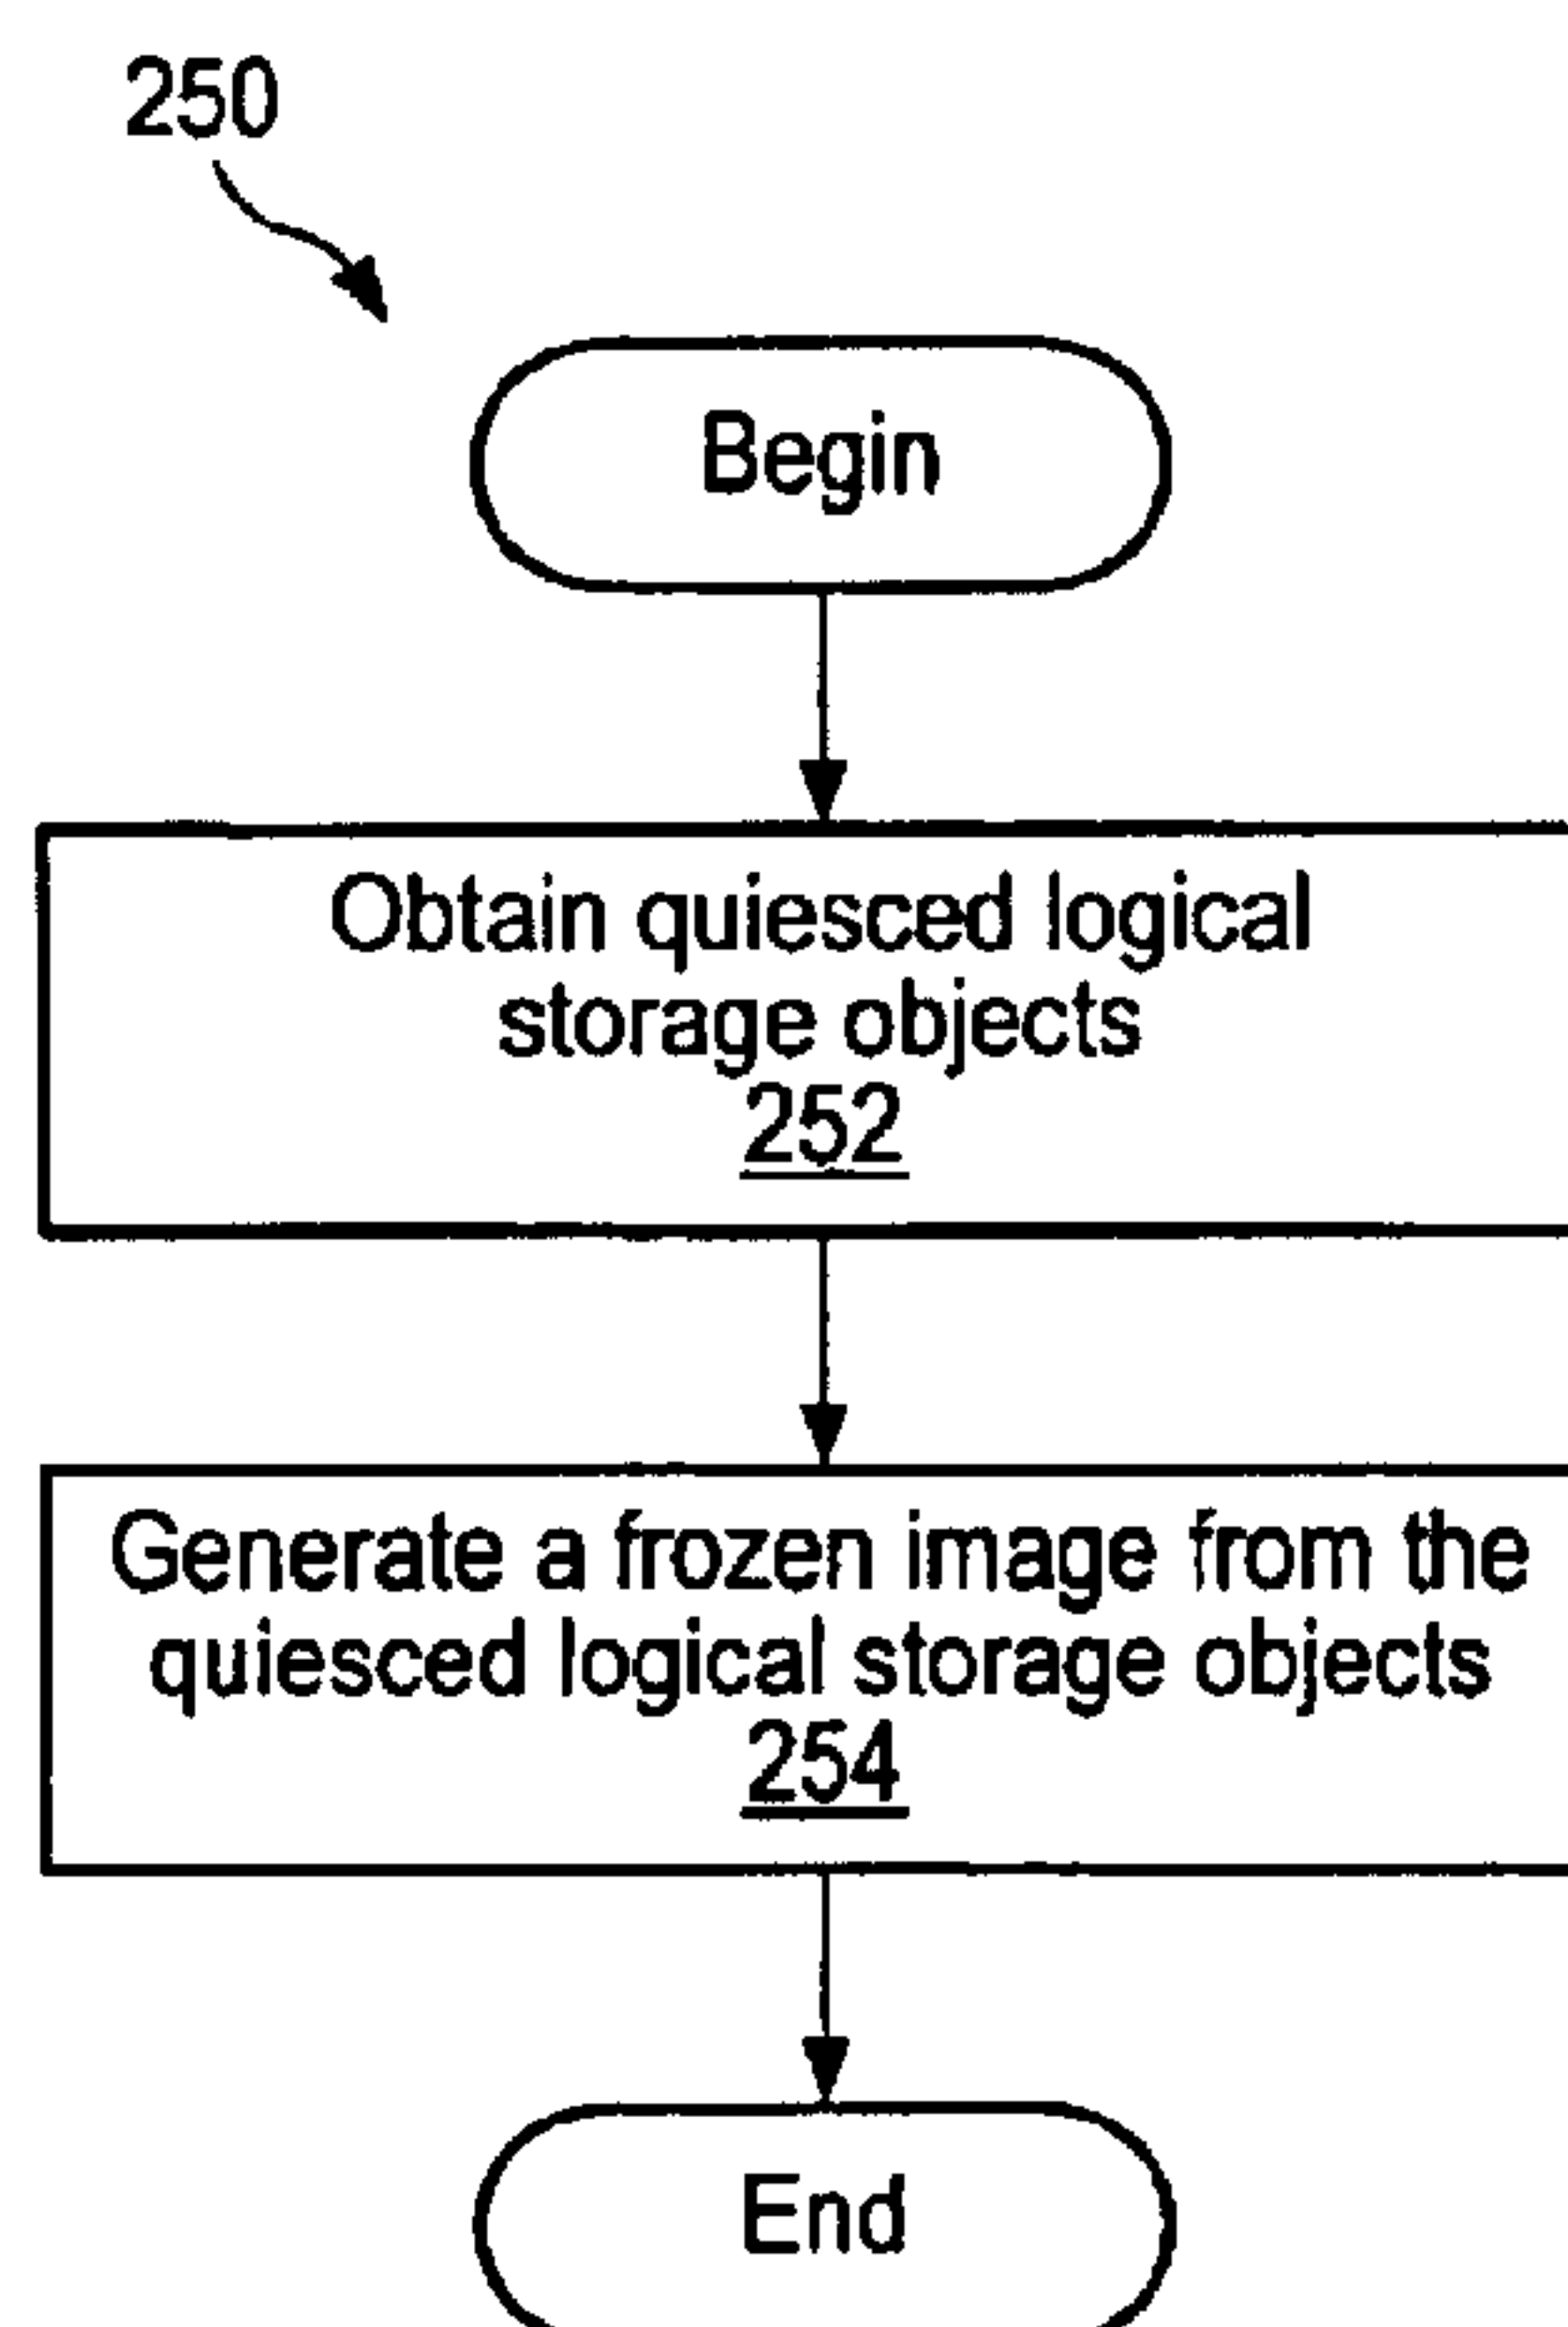 250
Begin
Obtain quiesced logical
storage objects
252
Generate a frozen image from the
quiesced logical storage objects
254
End